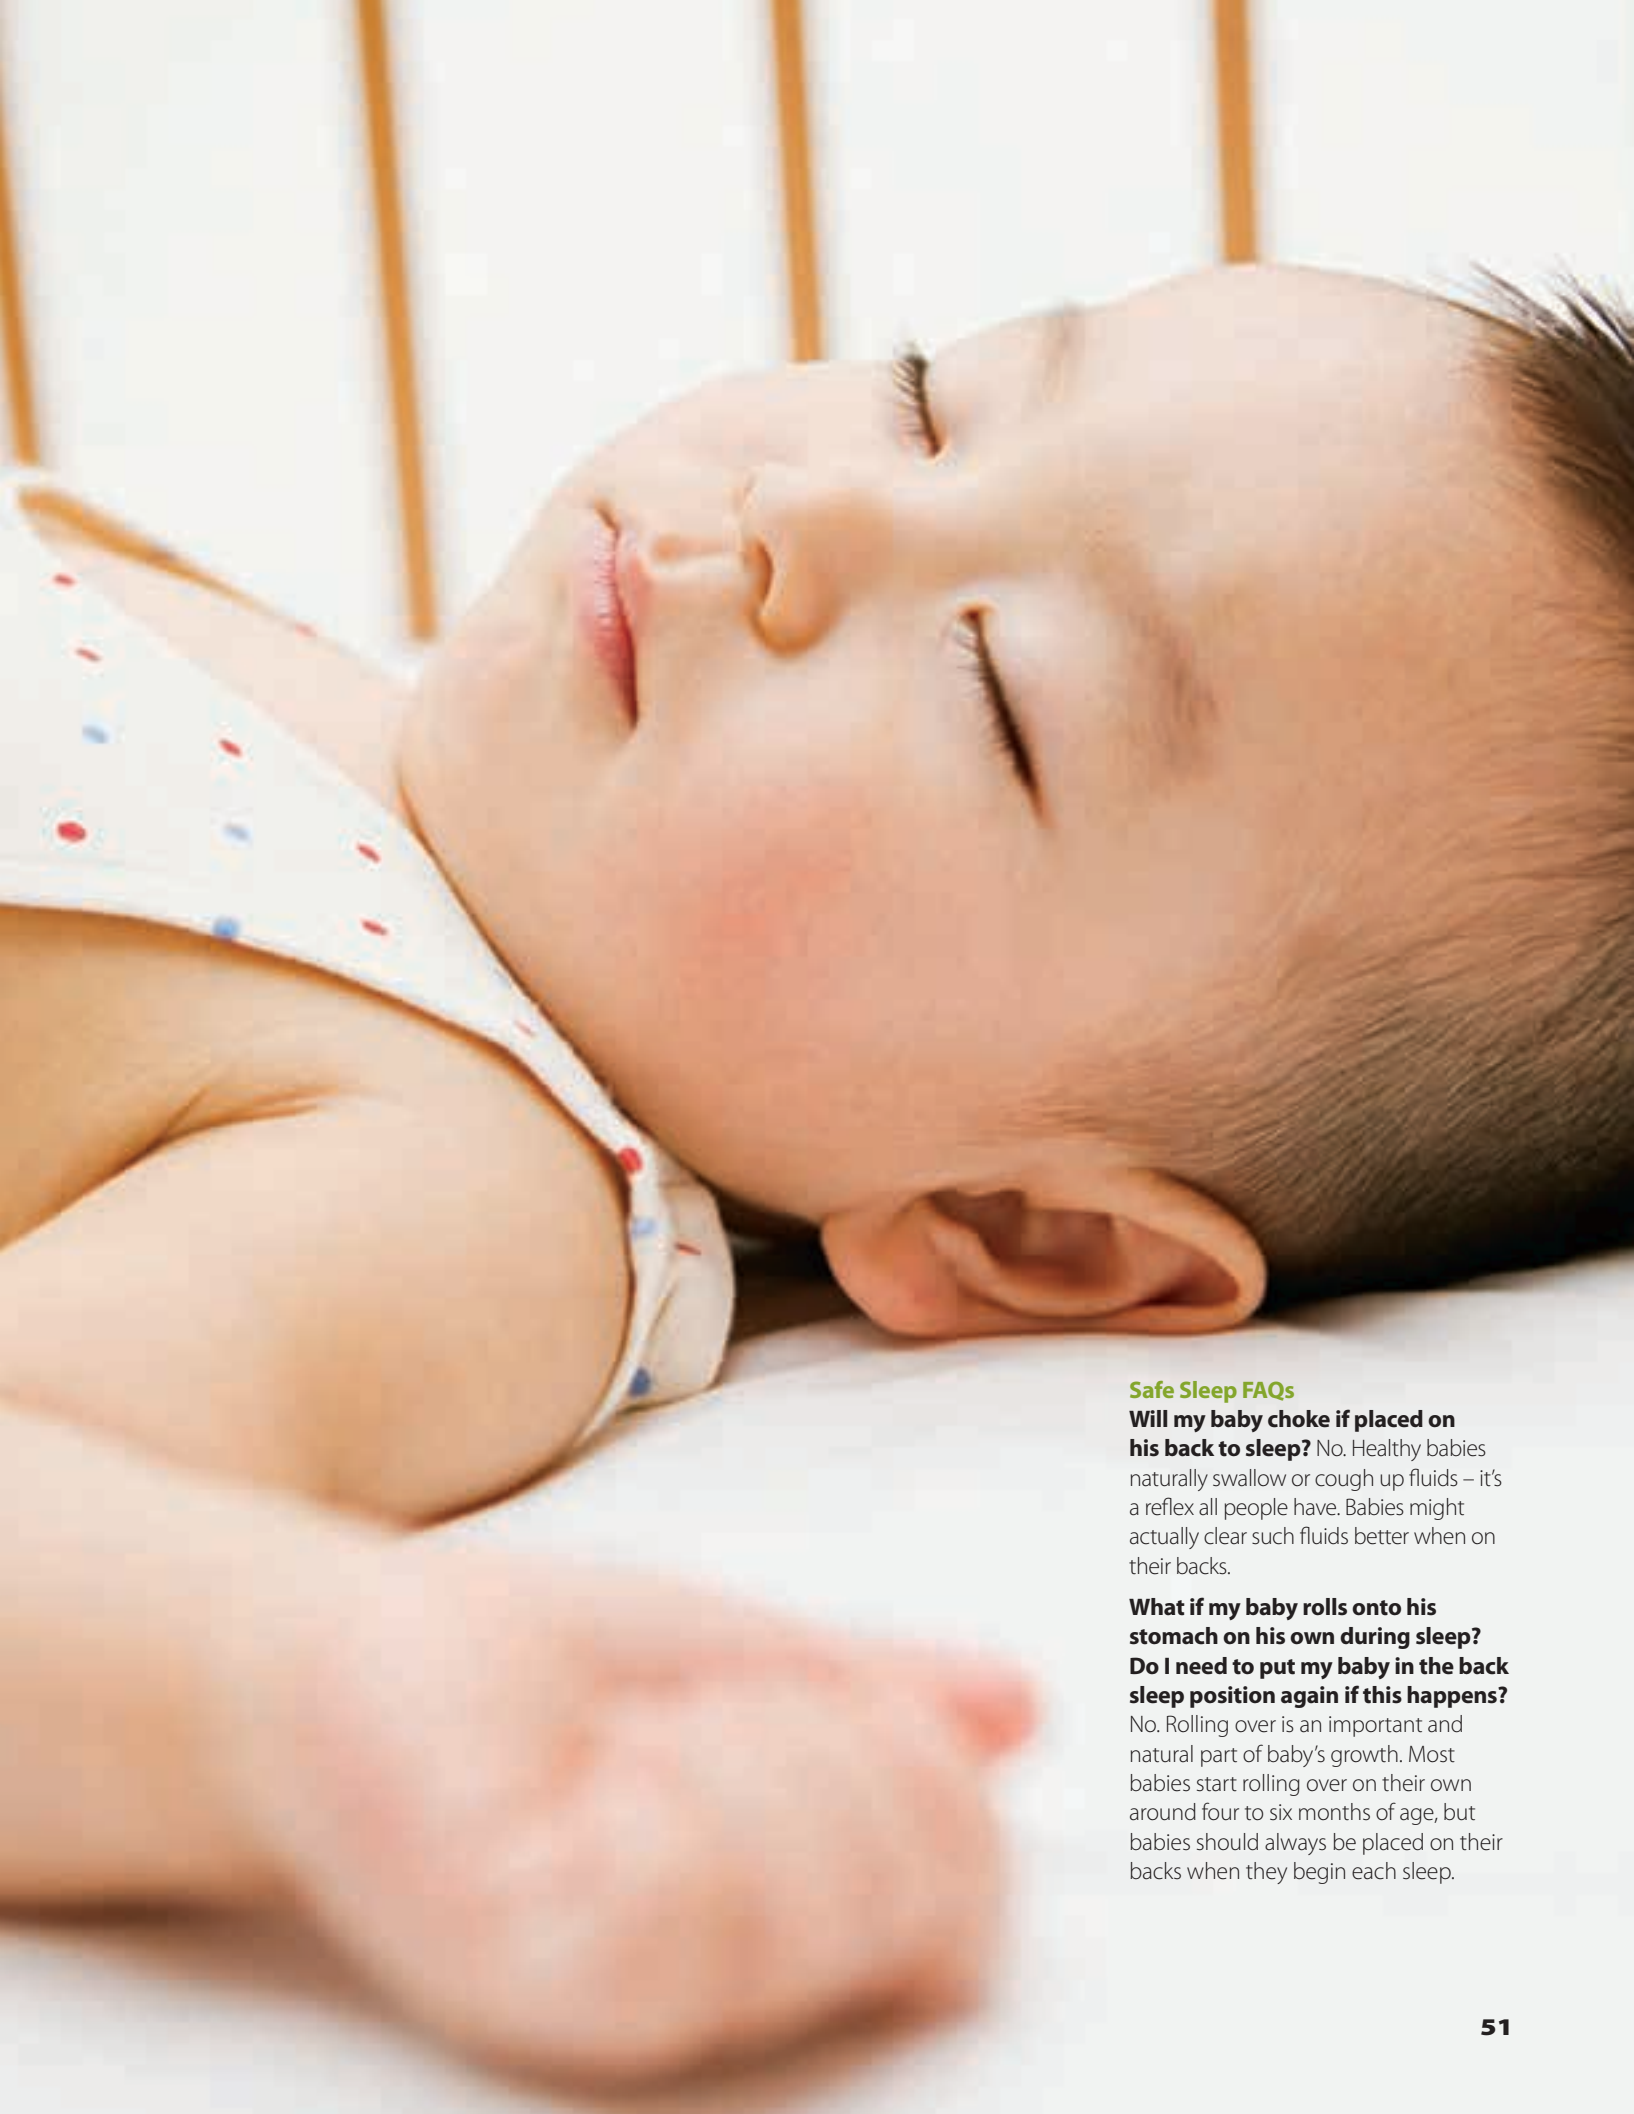 Safe Sleep FAQs
Will my baby choke if placed on
his back to sleep? No. Healthy babies
naturally swallow or cough up fluids – it’s
a reflex all people have. Babies might
actually clear such fluids better when on
their backs.
What if my baby rolls onto his
stomach on his own during sleep?
Do I need to put my baby in the back
sleep position again if this happens?
No. Rolling over is an important and
natural part of baby’s growth. Most
babies start rolling over on their own
around four to six months of age, but
babies should always be placed on their
backs when they begin each sleep.
51